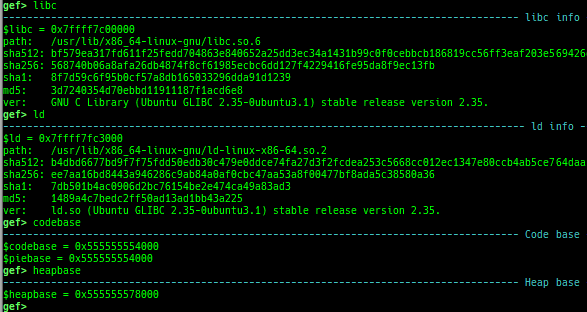 gef> libc
---------------------------------------------------------------------------------------- libc info
$libc = 0x7ffff7c00000
path:   /usr/lib/x86_64-linux-gnu/libc.so.6
sha512: bf579ea317fd611f25fedd704863e840652a25dd3ec34a1431b99c0f0cebbcb186819cc56ff3eaf203e569426
sha256: 568740b06a8afa26db4874f8cf61985ecbc6dd127f4229416fe95da8f9ec13fb
sha1:   8f7d59c6f95b0cf57a8db165033296dda91d1239
md5:    3d7240354d70ebbd11911187f1acd6e8
ver:    GNU C Library (Ubuntu GLIBC 2.35-0ubuntu3.1) stable release version 2.35.
gef> ld
---------------------------------------------------------------------------------------- ld info -
$ld = 0x7ffff7fc3000
path:   /usr/lib/x86_64-linux-gnu/ld-linux-x86-64.so.2
sha512: b4dbd6677bd9f7f75fdd50edb30c479e0ddce74fa27d3f2fcdea253c5668cc012ec1347e80ccb4ab5ce764daa
sha256: ee7aa16bd8443a946286c9ab84a0af0cbc47aa53a8f00477bf8ada5c38580a36
sha1:   7db501b4ac0906d2bc76154be2e474ca49a83ad3
md5:    1489a4c7bedc2ff50ad13ad1bb43a225
ver:    ld.so (Ubuntu GLIBC 2.35-0ubuntu3.1) stable release version 2.35.
gef> codebase
---------------------------------------------------------------------------------------- Code base
$codebase = 0x555555554000
$piebase = 0x555555554000
gef> heapbase
---------------------------------------------------------------------------------------- Heap base
$heapbase = 0x555555578000
gef>